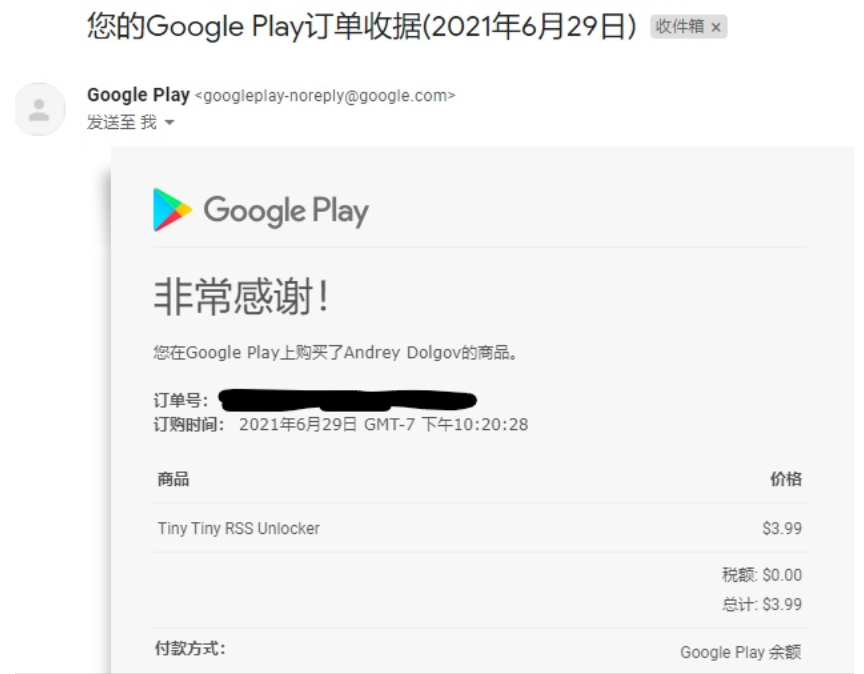 您的Google Play订单收据(2021年6月29日) 收件箱 ×
Google Play <googleplay-noreply@google.com>
发送至 我
Google Play
非常感谢！
您在Google Play上购买了Andrey Dolgov的商品。
订单号：
订购时间： 2021年6月29日 GMT-7 下午10:20:28
商品 价格
Tiny Tiny RSS Unlocker $3.99
税额: $0.00
总计: $3.99
付款方式： Google Play 余额